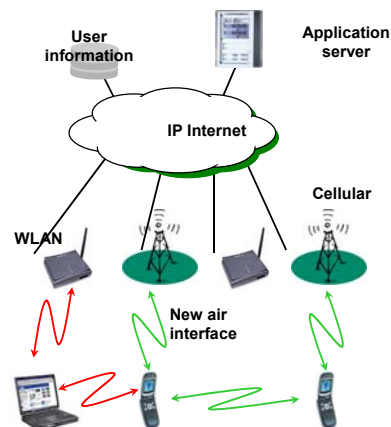 User
information
Application
server
IP Internet
Cellular
WLAN
New air
interface